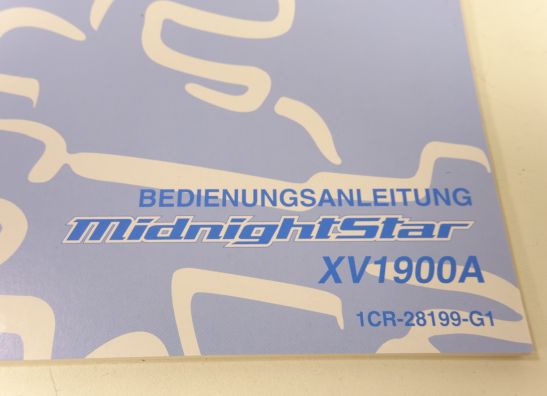 BEDIENUNGSANLEITUNG
MidnightStar
XV1900A
1CR-28199-G1